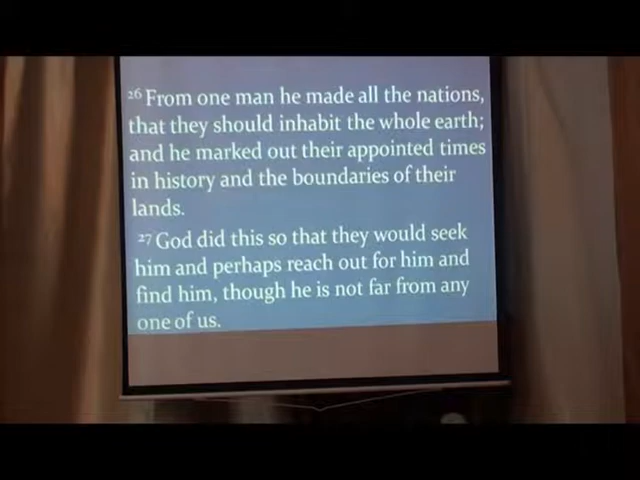 26 From one man he made all the nations,
that they should inhabit the whole earth;
and he marked out their appointed times
in history and the boundaries of their
lands.
27 God did this so that they would seek
him and perhaps reach out for him and
find him, though he is not far from any
one of us.